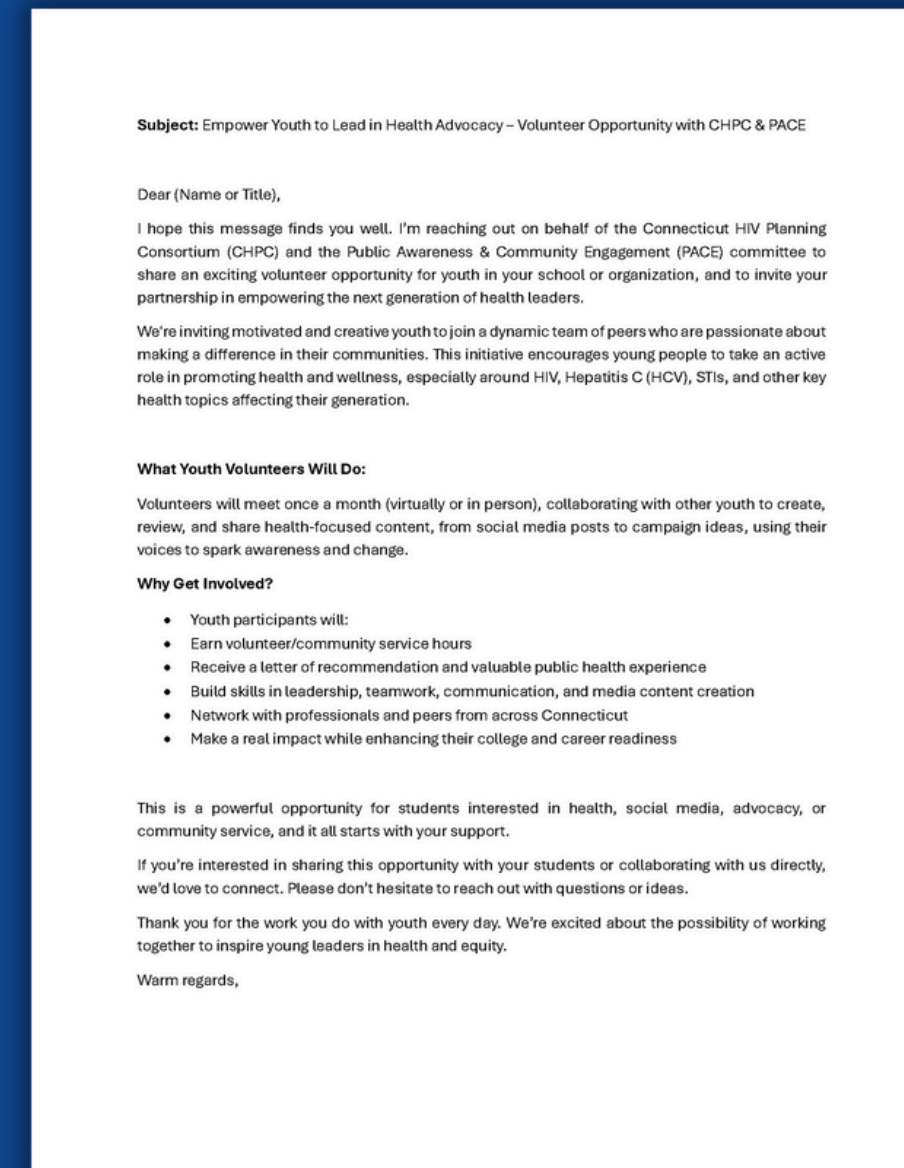 Subject: Empower Youth to Lead in Health Advocacy – Volunteer Opportunity with CHPC & PACE
Dear (Name or Title),
I hope this message finds you well. I'm reaching out on behalf of the Connecticut HIV Planning
Consortium (CHPC) and the Public Awareness & Community Engagement (PACE) committee to
share an exciting volunteer opportunity for youth in your school or organization, and to invite your
partnership in empowering the next generation of health leaders.
We're inviting motivated and creative youth to join a dynamic team of peers who are passionate about
making a difference in their communities. This initiative encourages young people to take an active
role in promoting health and wellness, especially around HIV, Hepatitis C (HCV), STIs, and other key
health topics affecting their generation.
What Youth Volunteers Will Do:
Volunteers will meet once a month (virtually or in person), collaborating with other youth to create,
review, and share health-focused content, from social media posts to campaign ideas, using their
voices to spark awareness and change.
Why Get Involved?
• Youth participants will:
• Earn volunteer/community service hours
• Receive a letter of recommendation and valuable public health experience
• Build skills in leadership, teamwork, communication, and media content creation
• Network with professionals and peers from across Connecticut
• Make a real impact while enhancing their college and career readiness
This is a powerful opportunity for students interested in health, social media, advocacy, or
community service, and it all starts with your support.
If you're interested in sharing this opportunity with your students or collaborating with us directly,
we'd love to connect. Please don't hesitate to reach out with questions or ideas.
Thank you for the work you do with youth every day. We're excited about the possibility of working
together to inspire young leaders in health and equity.
Warm regards,